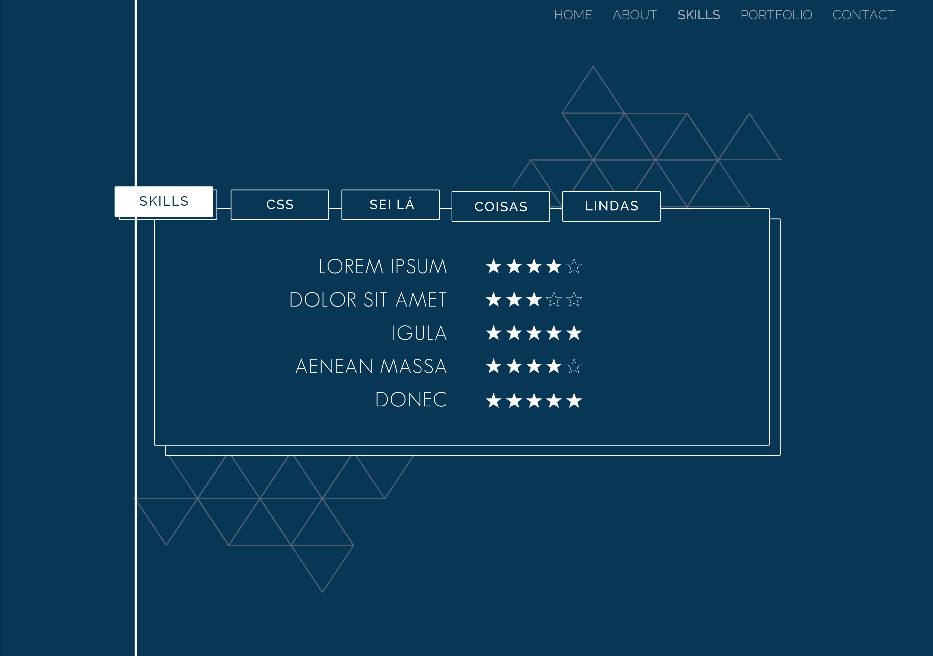 HOME ABOUT SKILLS PORTFOLIO CONTACT
SKILLS CSS SEI LÁ COISAS LINDAS
LOREM IPSUM ★★★★☆
DOLOR SIT AMET ★★★☆☆
IGULA ★★★★★
AENEAN MASSA ★★★★☆
DONEC ★★★★★